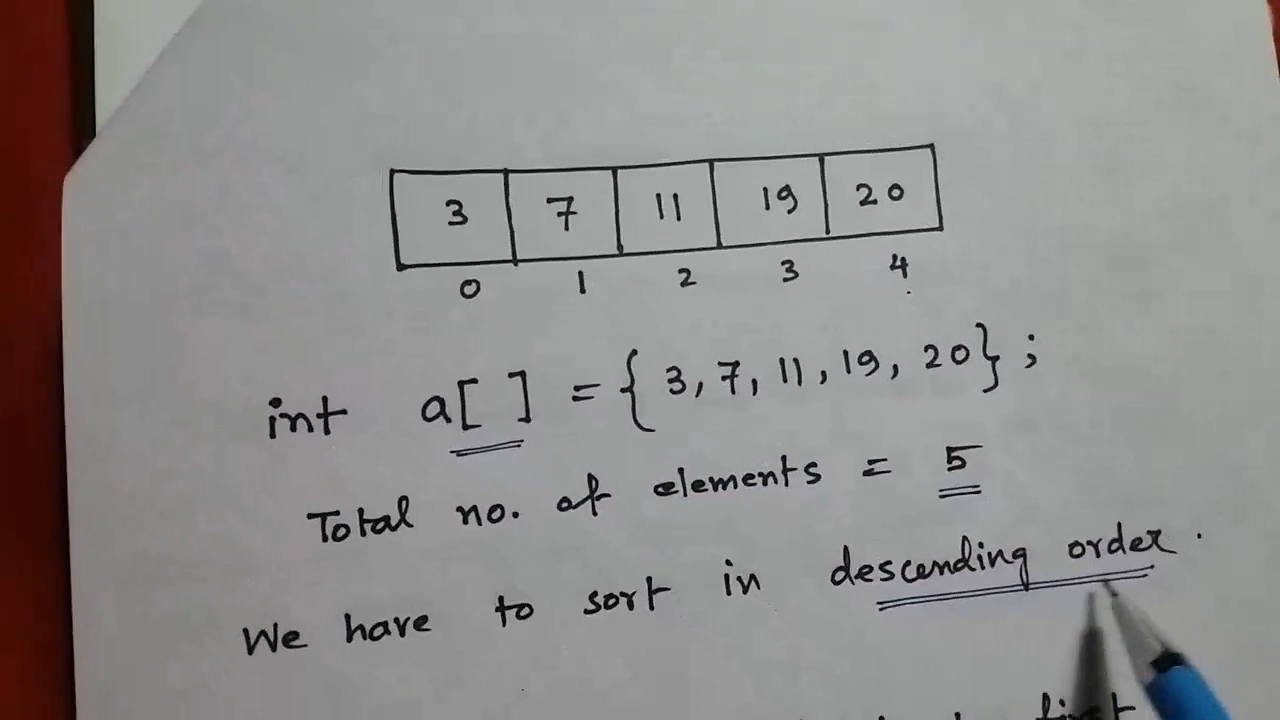 3 7 11 19 20
0 1 2 3 4
int a[ ] = { 3, 7, 11, 19, 20} ;
Total no. of elements = 5
We have to sort in descending order.
first